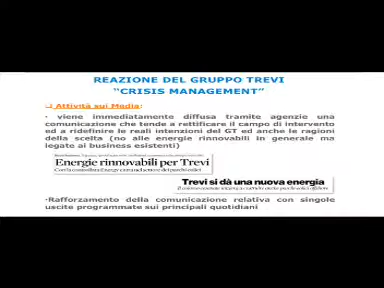 REAZIONE DEL GRUPPO TREVI
“CRISIS MANAGEMENT”
❑ Attività sui Media:
· viene immediatamente diffusa tramite agenzie una
comunicazione che tende a rettificare il campo di intervento
ed a ridefinire le reali intenzioni del GT ed anche le ragioni
della scelta (no alle energie rinnovabili in generale ma
legate ai business esistenti)
Energie rinnovabili per Trevi
Trevi si dà una nuova energia
·Rafforzamento della comunicazione relativa con singole
uscite programmate sui principali quotidiani